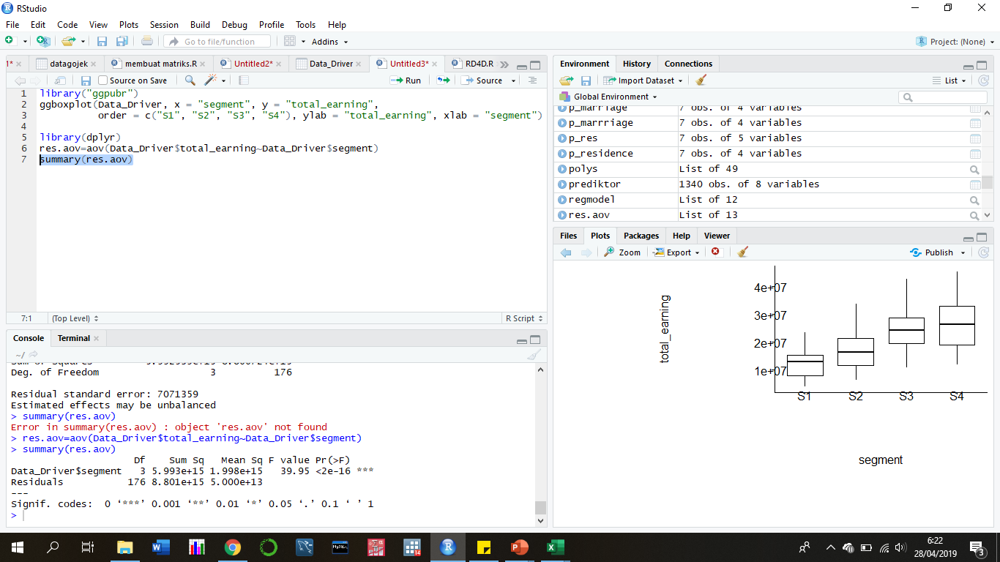 RStudio
File Edit Code View Plots Session Build Debug Profile Tools Help
Go to file/function Addins Project: (None)
1* datagojek membuat matriks.R Untitled2* Data_Driver Untitled3* RD4D.R
Source on Save Run Source
1 library("ggpubr")
2 ggboxplot(Data_Driver, x = "segment", y = "total_earning",
3 order = c("S1", "S2", "S3", "S4"), ylab = "total_earning", xlab = "segment")
4
5 library(dplyr)
6 res.aov=aov(Data_Driver$total_earning~Data_Driver$segment)
7 summary(res.aov)
7:1 (Top Level) R Script
Console Terminal
~/
Sum of Squares
Deg. of Freedom 3 176
Residual standard error: 7071359
Estimated effects may be unbalanced
> summary(res.aov)
Error in summary(res.aov) : object 'res.aov' not found
> res.aov=aov(Data_Driver$total_earning~Data_Driver$segment)
> summary(res.aov)
Df Sum Sq Mean Sq F value Pr(>F)
Data_Driver$segment 3 5.993e+15 1.998e+15 39.95 <2e-16 ***
Residuals 176 8.801e+15 5.000e+13
---
Signif. codes: 0 ‘***’ 0.001 ‘**’ 0.01 ‘*’ 0.05 ‘.’ 0.1 ‘ ’ 1
>
Environment History Connections
Import Dataset List
Global Environment
p_marriage 7 obs. of 4 variables
p_marrriage 7 obs. of 4 variables
p_res 7 obs. of 5 variables
p_residence 7 obs. of 4 variables
polys List of 49
prediktor 1340 obs. of 8 variables
regmodel List of 12
res.aov List of 13
Files Plots Packages Help Viewer
Zoom Export Publish
total_earning
4e+07
3e+07
2e+07
1e+07
S1 S2 S3 S4
segment
6:22
28/04/2019
3